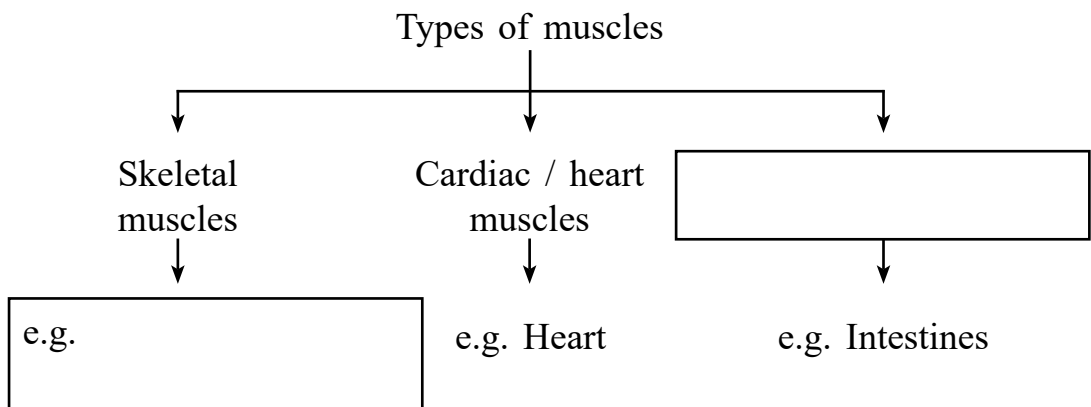 Types of muscles
Skeletal
muscles
Cardiac / heart
muscles
e.g.
e.g. Heart
e.g. Intestines